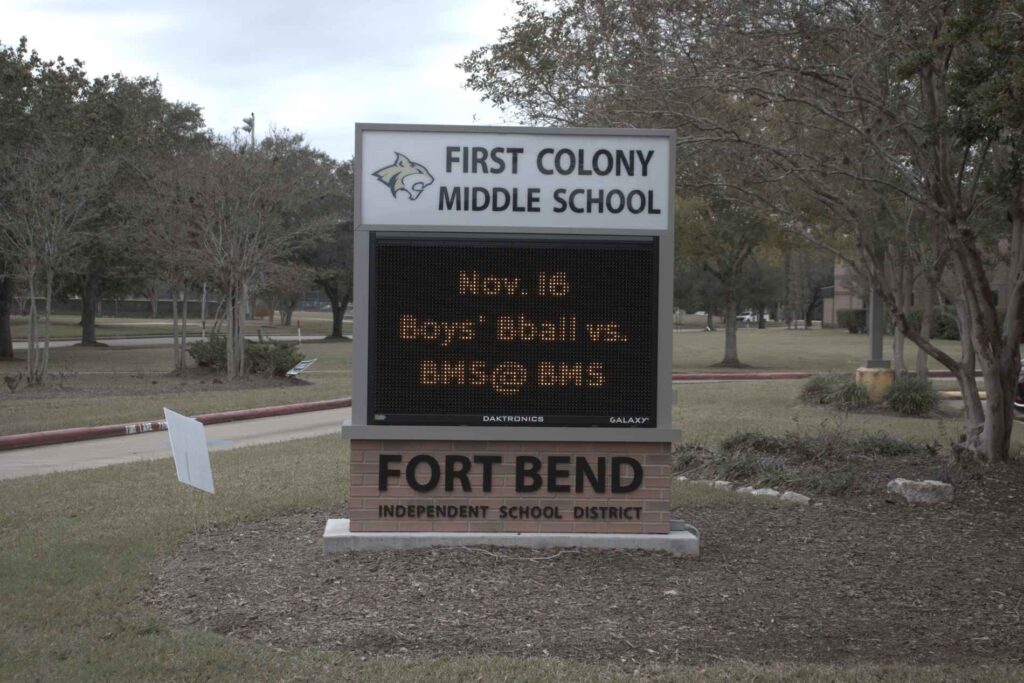 FIRST COLONY
MIDDLE SCHOOL
Nov. 16
Boys' Bball vs.
BMS@ BMS
DAKTRONICS
GALAXY
FORT BEND
INDEPENDENT SCHOOL DISTRICT